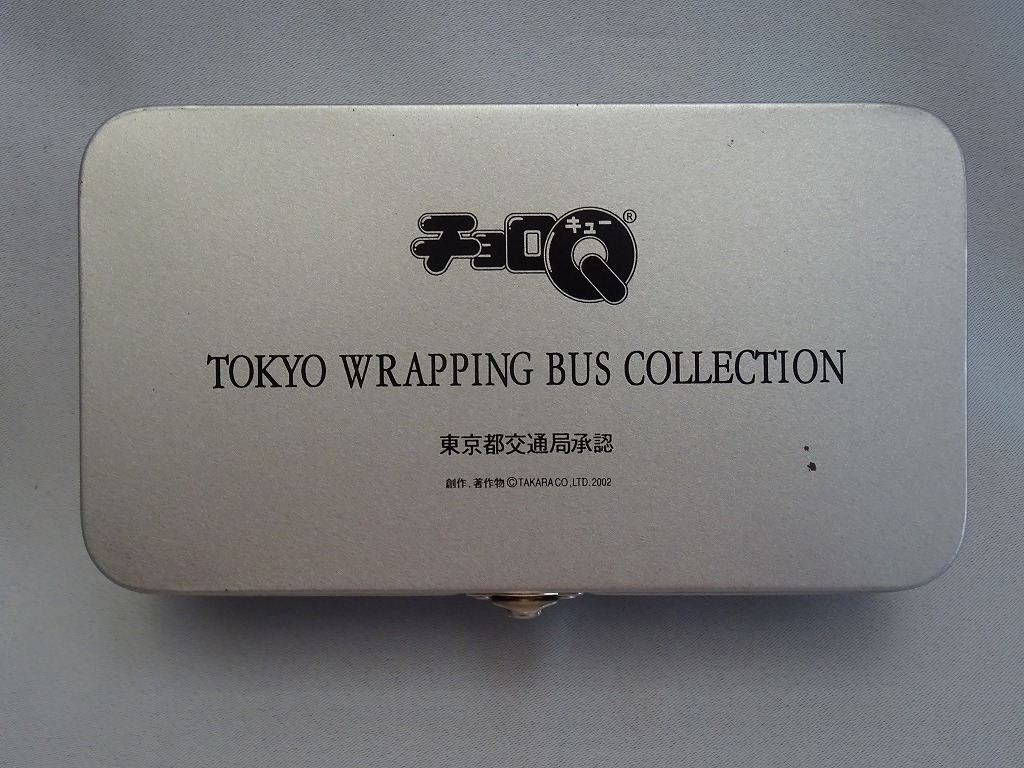 チョロQ キュー ®
TOKYO WRAPPING BUS COLLECTION
東京都交通局承認
創作、著作物©TAKARA CO.,LTD. 2002